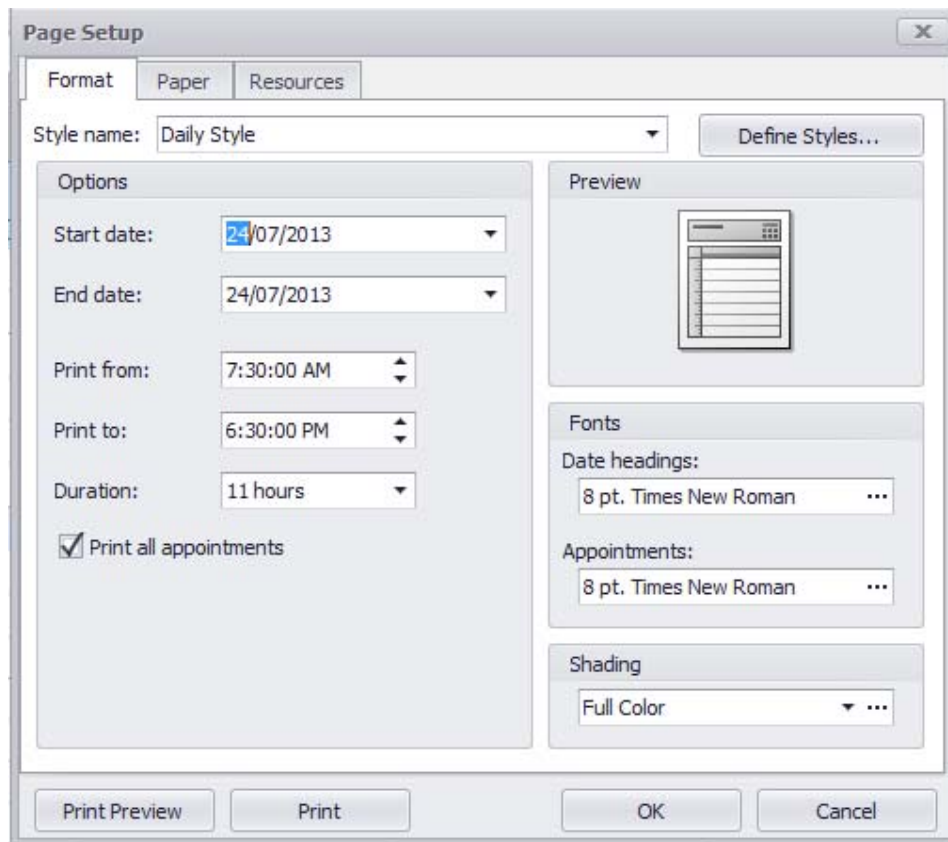 Page Setup
Format Paper Resources
Style name: Daily Style Define Styles...
Options
Start date: 24/07/2013
End date: 24/07/2013
Print from: 7:30:00 AM
Print to: 6:30:00 PM
Duration: 11 hours
Print all appointments
Preview
Fonts
Date headings:
8 pt. Times New Roman ...
Appointments:
8 pt. Times New Roman ...
Shading
Full Color ...
Print Preview Print OK Cancel